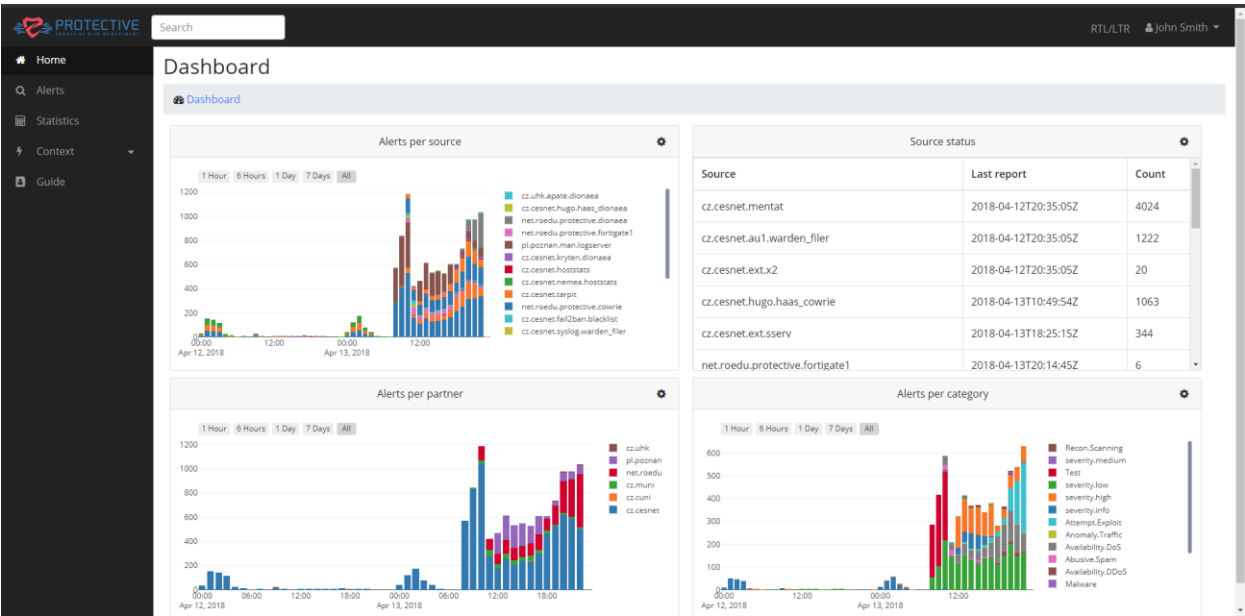 PROTECTIVE
PROACTIVE RISK MANAGEMENT
Search
RTL/LTR
John Smith
Home
Alerts
Statistics
Context
Guide
Dashboard
Dashboard
Alerts per source
1 Hour 6 Hours 1 Day 7 Days All
1200
1000
800
600
400
200
0
00:00 12:00 00:00 12:00
Apr 12, 2018 Apr 13, 2018
cz.uhk.apate.dionaea
cz.cesnet.hugo.haas_dionaea
net.roedu.protective.dionaea
net.roedu.protective.fortigate1
pl.poznan.man.logserver
cz.cesnet.kryten.dionaea
cz.cesnet.hoststats
cz.cesnet.nemea.hoststats
cz.cesnet.tarpit
net.roedu.protective.cowrie
cz.cesnet.fail2ban.blacklist
cz.cesnet.syslog.warden_filer
Source status
Source Last report Count
cz.cesnet.mentat 2018-04-12T20:35:05Z 4024
cz.cesnet.au1.warden_filer 2018-04-12T20:35:05Z 1222
cz.cesnet.ext.x2 2018-04-12T20:35:05Z 20
cz.cesnet.hugo.haas_cowrie 2018-04-13T10:49:54Z 1063
cz.cesnet.ext.sserv 2018-04-13T18:25:15Z 344
net.roedu.protective.fortigate1 2018-04-13T20:14:45Z 6
Alerts per partner
1 Hour 6 Hours 1 Day 7 Days All
1200
1000
800
600
400
200
0
00:00 06:00 12:00 18:00 00:00 06:00 12:00 18:00
Apr 12, 2018 Apr 13, 2018
cz.uhk
pl.poznan
net.roedu
cz.muni
cz.cuni
cz.cesnet
Alerts per category
1 Hour 6 Hours 1 Day 7 Days All
600
500
400
300
200
100
0
00:00 12:00 00:00 12:00
Apr 12, 2018 Apr 13, 2018
Recon.Scanning
severity.medium
Test
severity.low
severity.high
severity.info
Attempt.Exploit
Anomaly.Traffic
Availability.DoS
Abusive.Spam
Availability.DDoS
Malware